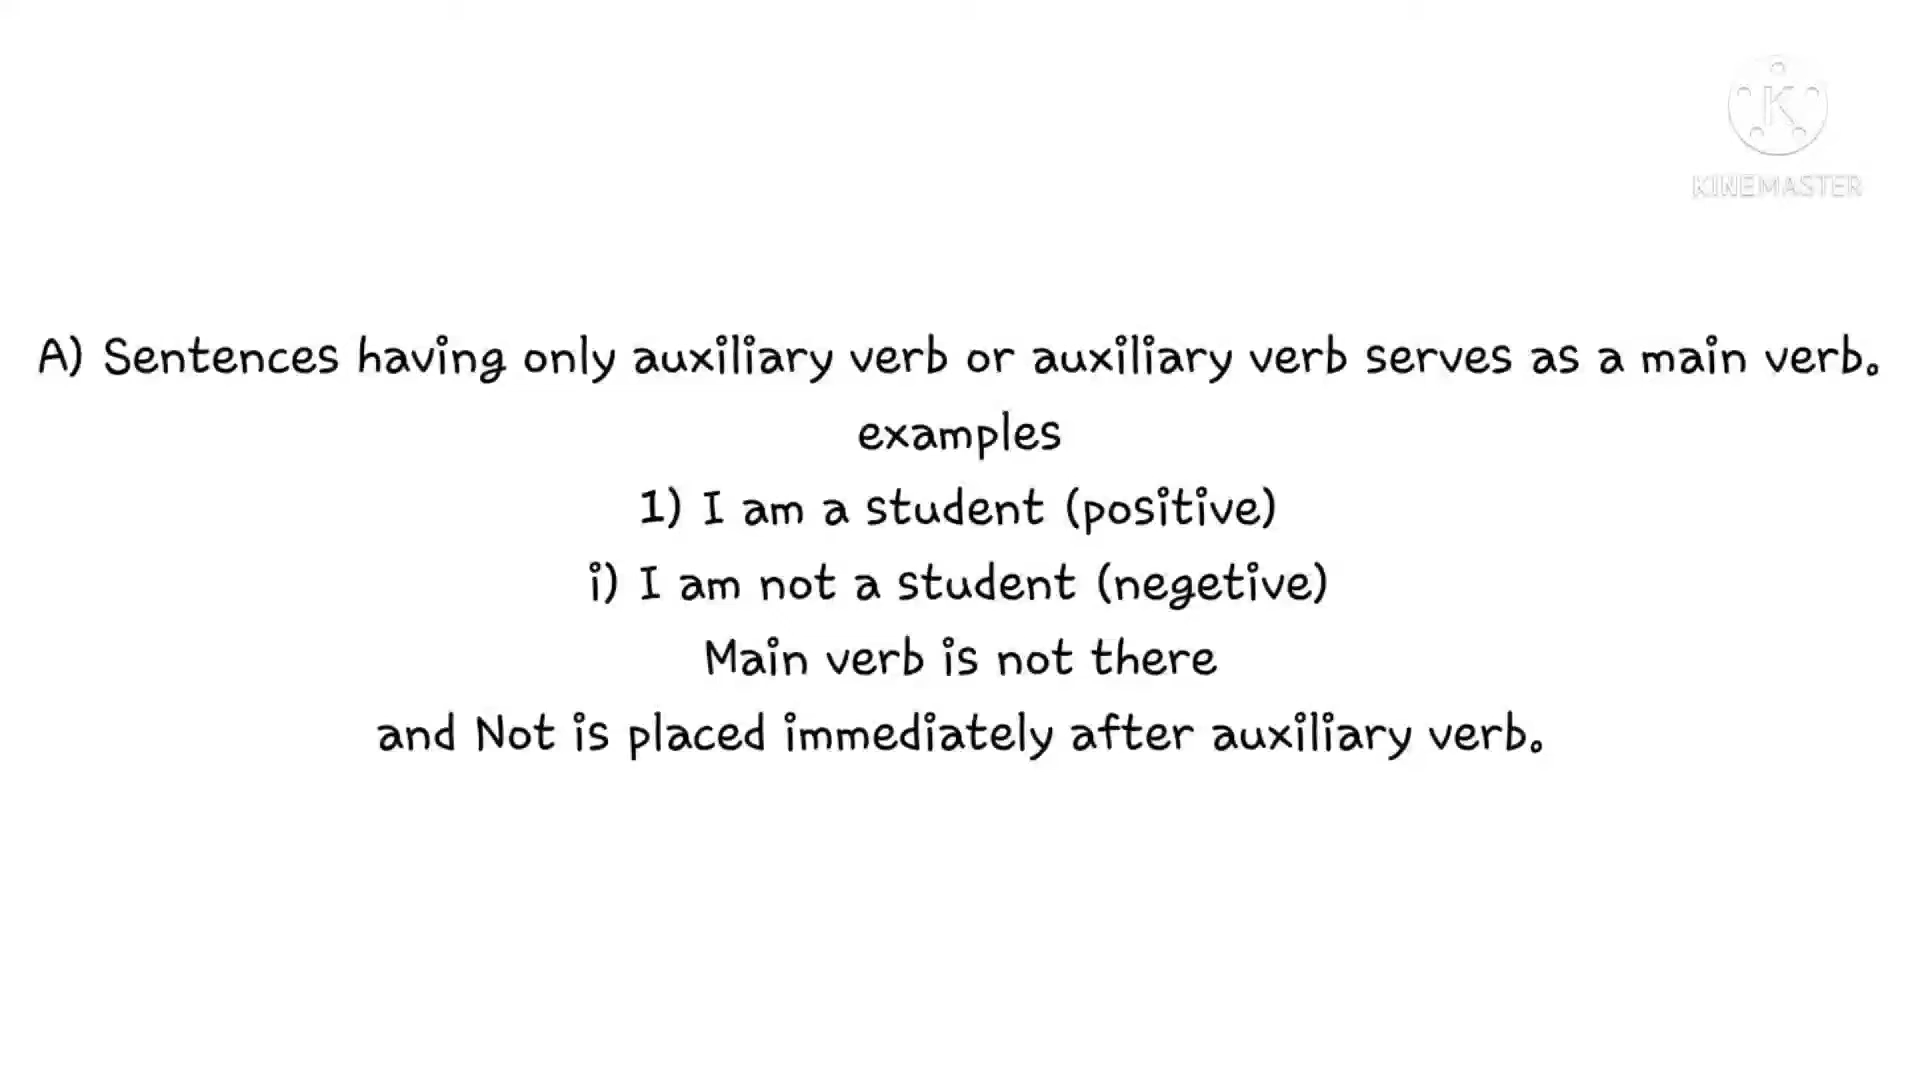 KINEMASTER
A) Sentences having only auxiliary verb or auxiliary verb serves as a main verb.
examples
1) I am a student (positive)
i) I am not a student (negetive)
Main verb is not there
and Not is placed immediately after auxiliary verb.